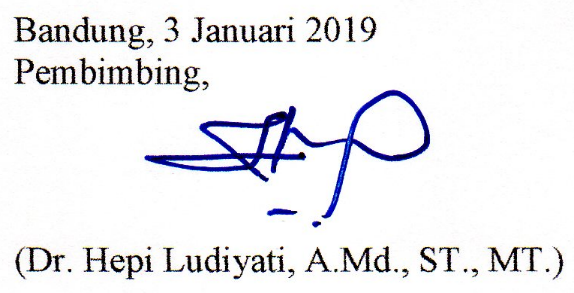 Bandung, 3 Januari 2019
Pembimbing,
(Dr. Hepi Ludiyati, A.Md., ST., MT.)